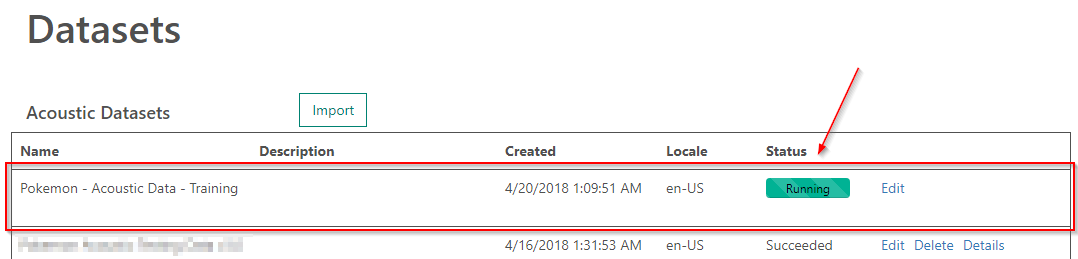 Datasets
Acoustic Datasets Import
Name Description Created Locale Status
Pokemon - Acoustic Data - Training 4/20/2018 1:09:51 AM en-US Running Edit
4/16/2018 1:31:53 AM en-US Succeeded Edit Delete Details